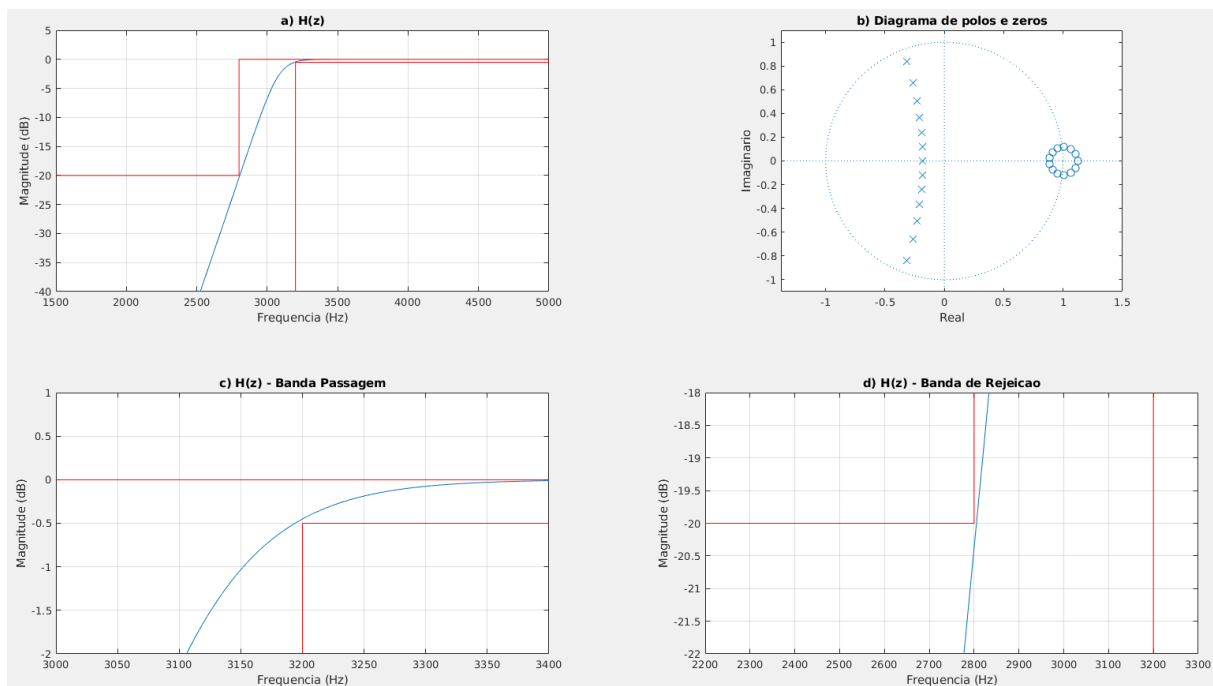 a) H(z)
5
0
-5
-10
-15
-20
-25
-30
-35
-40
Magnitude (dB)
1500 2000 2500 3000 3500 4000 4500 5000
Frequencia (Hz)
b) Diagrama de polos e zeros
1
0.8
0.6
0.4
0.2
0
-0.2
-0.4
-0.6
-0.8
-1
Imaginario
-1 -0.5 0 0.5 1 1.5
Real
c) H(z) - Banda Passagem
1
0.5
0
-0.5
-1
-1.5
-2
Magnitude (dB)
3000 3050 3100 3150 3200 3250 3300 3350 3400
Frequencia (Hz)
d) H(z) - Banda de Rejeicao
-18
-18.5
-19
-19.5
-20
-20.5
-21
-21.5
-22
Magnitude (dB)
2200 2300 2400 2500 2600 2700 2800 2900 3000 3100 3200 3300
Frequencia (Hz)